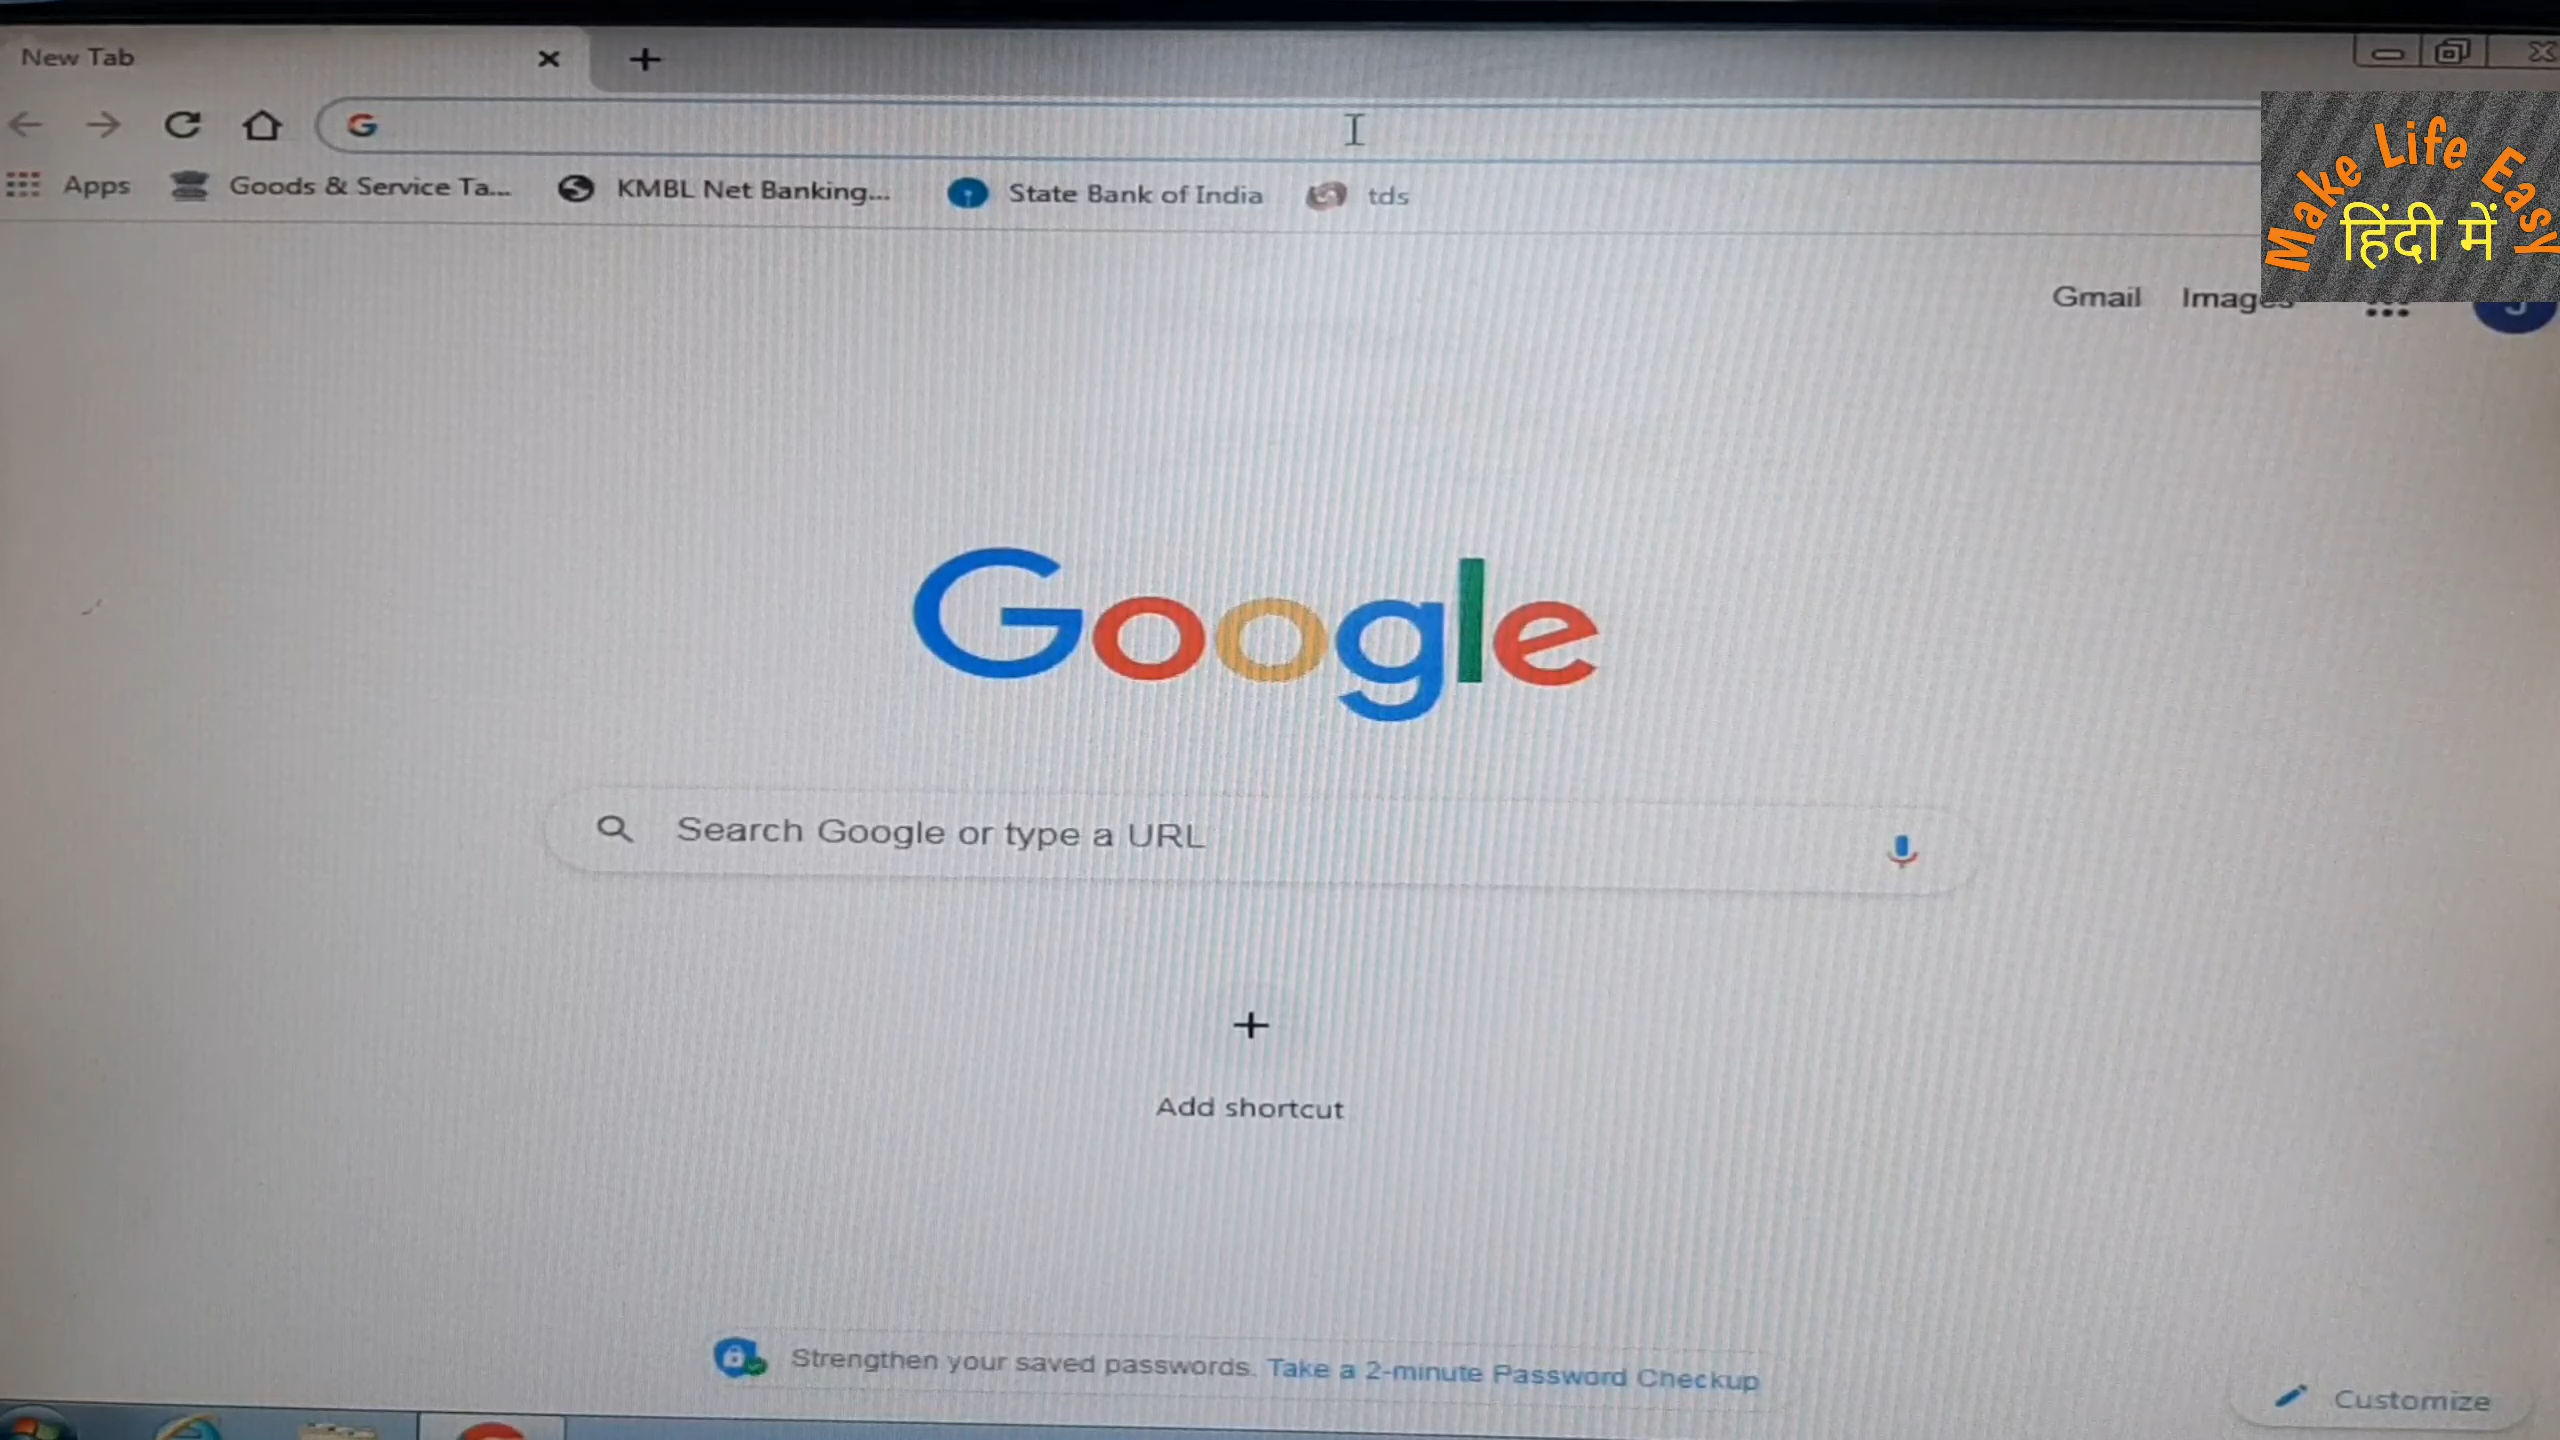 New Tab
Apps Goods & Service Ta... KMBL Net Banking... State Bank of India tds
Make Life Easy
हिंदी में
Gmail Images
Google
Search Google or type a URL
Add shortcut
Strengthen your saved passwords. Take a 2-minute Password Checkup
Customize